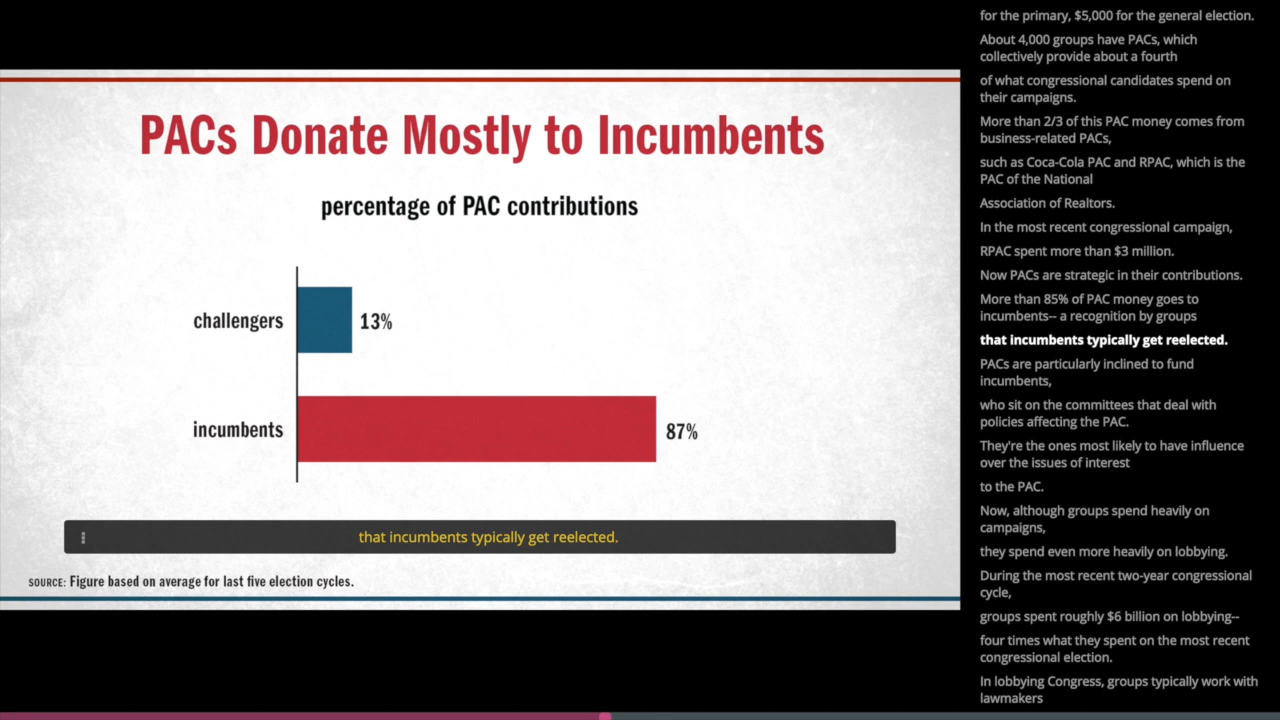 PACs Donate Mostly to Incumbents
percentage of PAC contributions
challengers
13%
incumbents
87%
that incumbents typically get reelected.
SOURCE: Figure based on average for last five election cycles.
for the primary, $5,000 for the general election.
About 4,000 groups have PACs, which
collectively provide about a fourth
of what congressional candidates spend on
their campaigns.
More than 2/3 of this PAC money comes from
business-related PACs,
such as Coca-Cola PAC and RPAC, which is the
PAC of the National
Association of Realtors.
In the most recent congressional campaign,
RPAC spent more than $3 million.
Now PACs are strategic in their contributions.
More than 85% of PAC money goes to
incumbents-- a recognition by groups
that incumbents typically get reelected.
PACs are particularly inclined to fund
incumbents,
who sit on the committees that deal with
policies affecting the PAC.
They're the ones most likely to have influence
over the issues of interest
to the PAC.
Now, although groups spend heavily on
campaigns,
they spend even more heavily on lobbying.
During the most recent two-year congressional
cycle,
groups spent roughly $6 billion on lobbying--
four times what they spent on the most recent
congressional election.
In lobbying Congress, groups typically work with
lawmakers